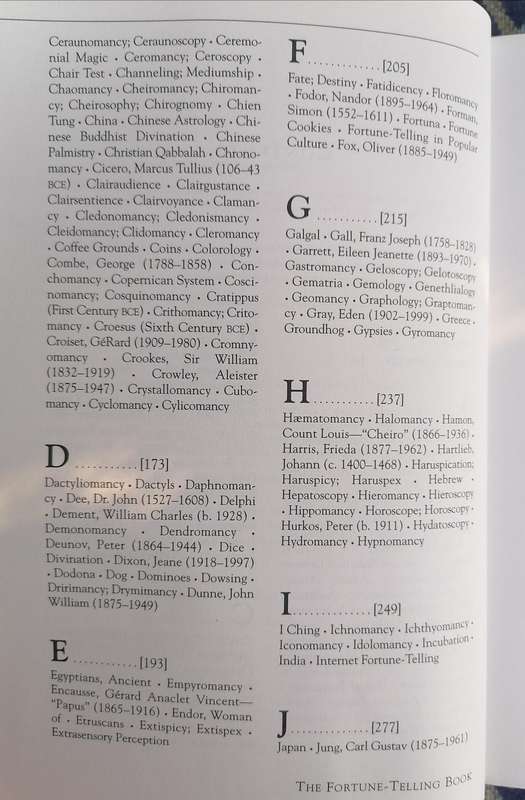 Ceraunomancy; Ceraunoscopy • Ceremo-
nial Magic • Ceromancy; Ceroscopy •
Chair Test • Channeling; Mediumship •
Chaomancy • Cheiromancy; Chiroman-
cy; Cheirosophy; Chirognomy • Chien
Tung • China • Chinese Astrology • Chi-
nese Buddhist Divination • Chinese
Palmistry • Christian Qabbalah • Chrono-
mancy • Cicero, Marcus Tullius (106–43
BCE) • Clairaudience • Clairgustance •
Clairsentience • Clairvoyance • Claman-
cy • Cledonomancy; Cledonismancy •
Cleidomancy; Clidomancy • Cleromancy
• Coffee Grounds • Coins • Colorology •
Combe, George (1788–1858) • Con-
chomancy • Copernican System • Cosci-
nomancy; Cosquinomancy • Cratippus
(First Century BCE) • Crithomancy; Crito-
mancy • Croesus (Sixth Century BCE) •
Croiset, GéRard (1909–1980) • Cromny-
omancy • Crookes, Sir William
(1832–1919) • Crowley, Aleister
(1875–1947) • Crystallomancy • Cubo-
mancy • Cyclomancy • Cylicomancy
D ...........[173]
Dactyliomancy • Dactyls • Daphnoman-
cy • Dee, Dr. John (1527–1608) • Delphi
• Dement, William Charles (b. 1928) •
Demonomancy • Dendromancy •
Deunov, Peter (1864–1944) • Dice •
Divination • Dixon, Jeane (1918–1997)
• Dodona • Dog • Dominoes • Dowsing •
Dririmancy; Drymimancy • Dunne, John
William (1875–1949)
E ............[193]
Egyptians, Ancient • Empyromancy •
Encausse, Gérard Anaclet Vincent—
“Papus” (1865–1916) • Endor, Woman
of • Etruscans • Extispicy; Extispex •
Extrasensory Perception
F .............[205]
Fate; Destiny • Fatidicency • Floromancy
• Fodor, Nandor (1895–1964) • Forman,
Simon (1552–1611) • Fortuna • Fortune
Cookies • Fortune-Telling in Popular
Culture • Fox, Oliver (1885–1949)
G ...........[215]
Galgal • Gall, Franz Joseph (1758–1828)
• Garrett, Eileen Jeanette (1893–1970) •
Gastromancy • Geloscopy; Gelotoscopy
• Gematria • Gemology • Genethlialogy
• Geomancy • Graphology; Graptoman-
cy • Gray, Eden (1902–1999) • Greece •
Groundhog • Gypsies • Gyromancy
H ...........[237]
Hæmatomancy • Halomancy • Hamon,
Count Louis—“Cheiro” (1866–1936) •
Harris, Frieda (1877–1962) • Hartlieb,
Johann (c. 1400–1468) • Haruspication;
Haruspicy; Haruspex • Hebrew •
Hepatoscopy • Hieromancy • Hieroscopy
• Hippomancy • Horoscope; Horoscopy •
Hurkos, Peter (b. 1911) • Hydatoscopy •
Hydromancy • Hypnomancy
I ..............[249]
I Ching • Ichnomancy • Ichthyomancy •
Iconomancy • Idolomancy • Incubation •
India • Internet Fortune-Telling
J ..............[277]
Japan • Jung, Carl Gustav (1875–1961)
THE FORTUNE-TELLING BOOK